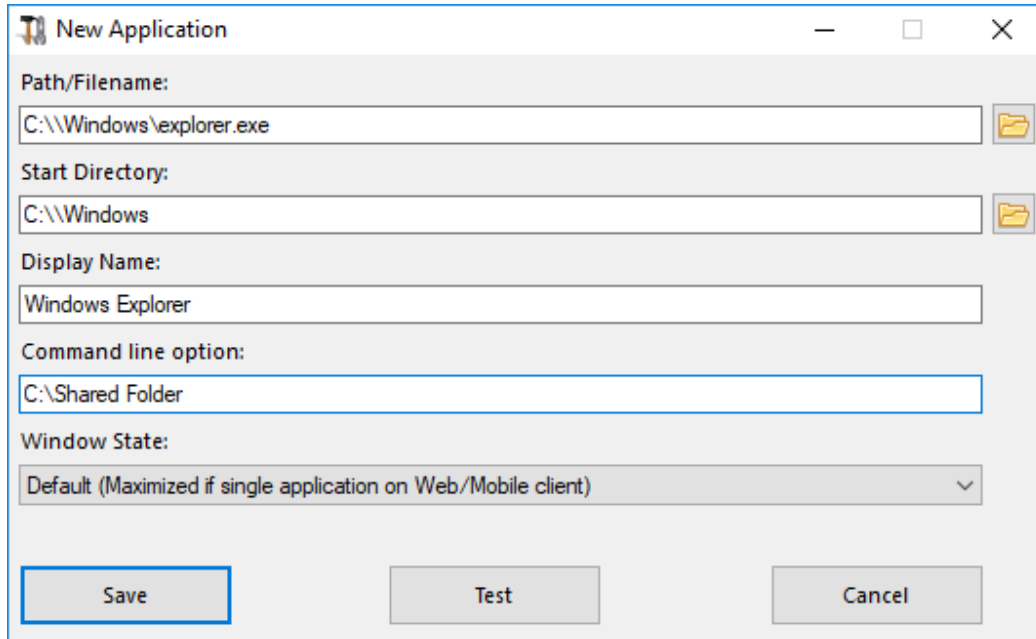 New Application
Path/Filename:
C:\\Windows\explorer.exe
Start Directory:
C:\\Windows
Display Name:
Windows Explorer
Command line option:
C:\Shared Folder
Window State:
Default (Maximized if single application on Web/Mobile client)
Save Test Cancel